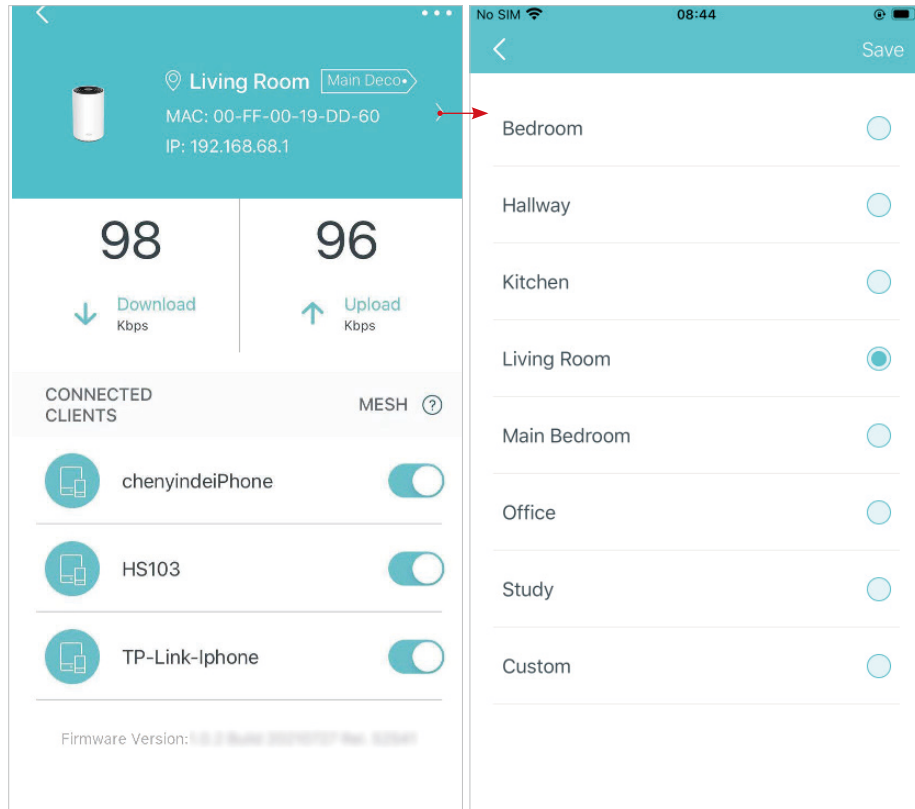 Living Room Main Deco
MAC: 00-FF-00-19-DD-60
IP: 192.168.68.1
98
96
Download
Kbps
Upload
Kbps
CONNECTED
CLIENTS
MESH ?
chenyindeiPhone
HS103
TP-Link-Iphone
Firmware Version:
No SIM 08:44
Save
Bedroom
Hallway
Kitchen
Living Room
Main Bedroom
Office
Study
Custom